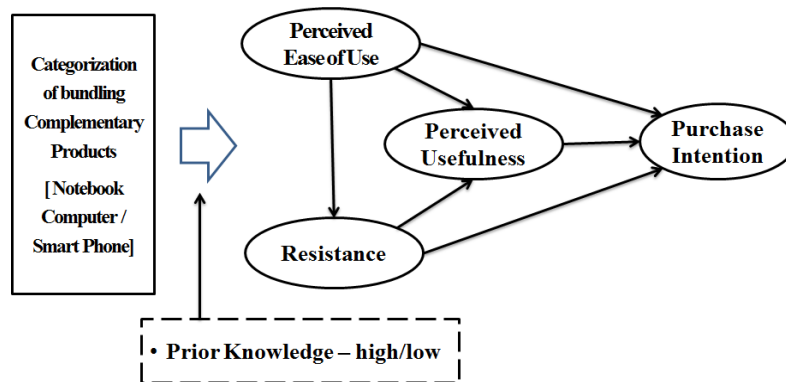 Categorization
of bundling
Complementary
Products
[ Notebook
Computer /
Smart Phone]
Perceived
Ease of Use
Perceived
Usefulness
Purchase
Intention
Resistance
• Prior Knowledge – high/low